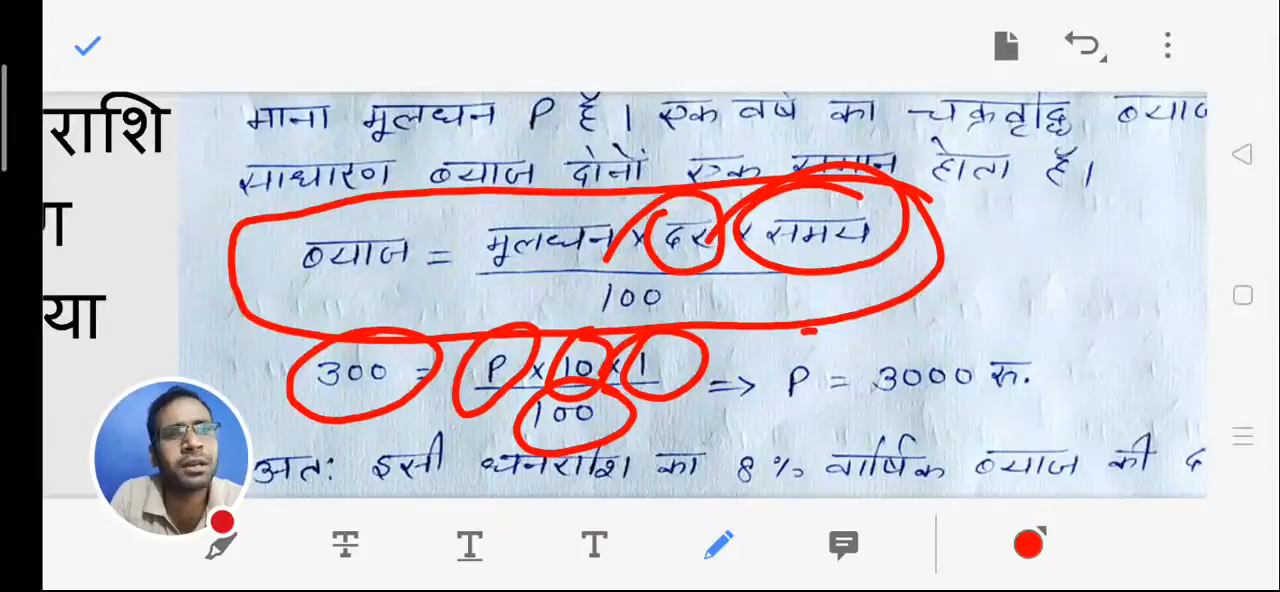 राशि
या
माना मूलधन P है। एक वर्ष का चक्रवृद्धि ब्याज
साधारण ब्याज दोनों एक समान होता है।
ब्याज = मूलधन × दर × समय
100
300 = P × 10 × 1 ⇒ P = 3000 रु.
100
अतः इसी धनराशि का 8 % वार्षिक ब्याज की द
T T T